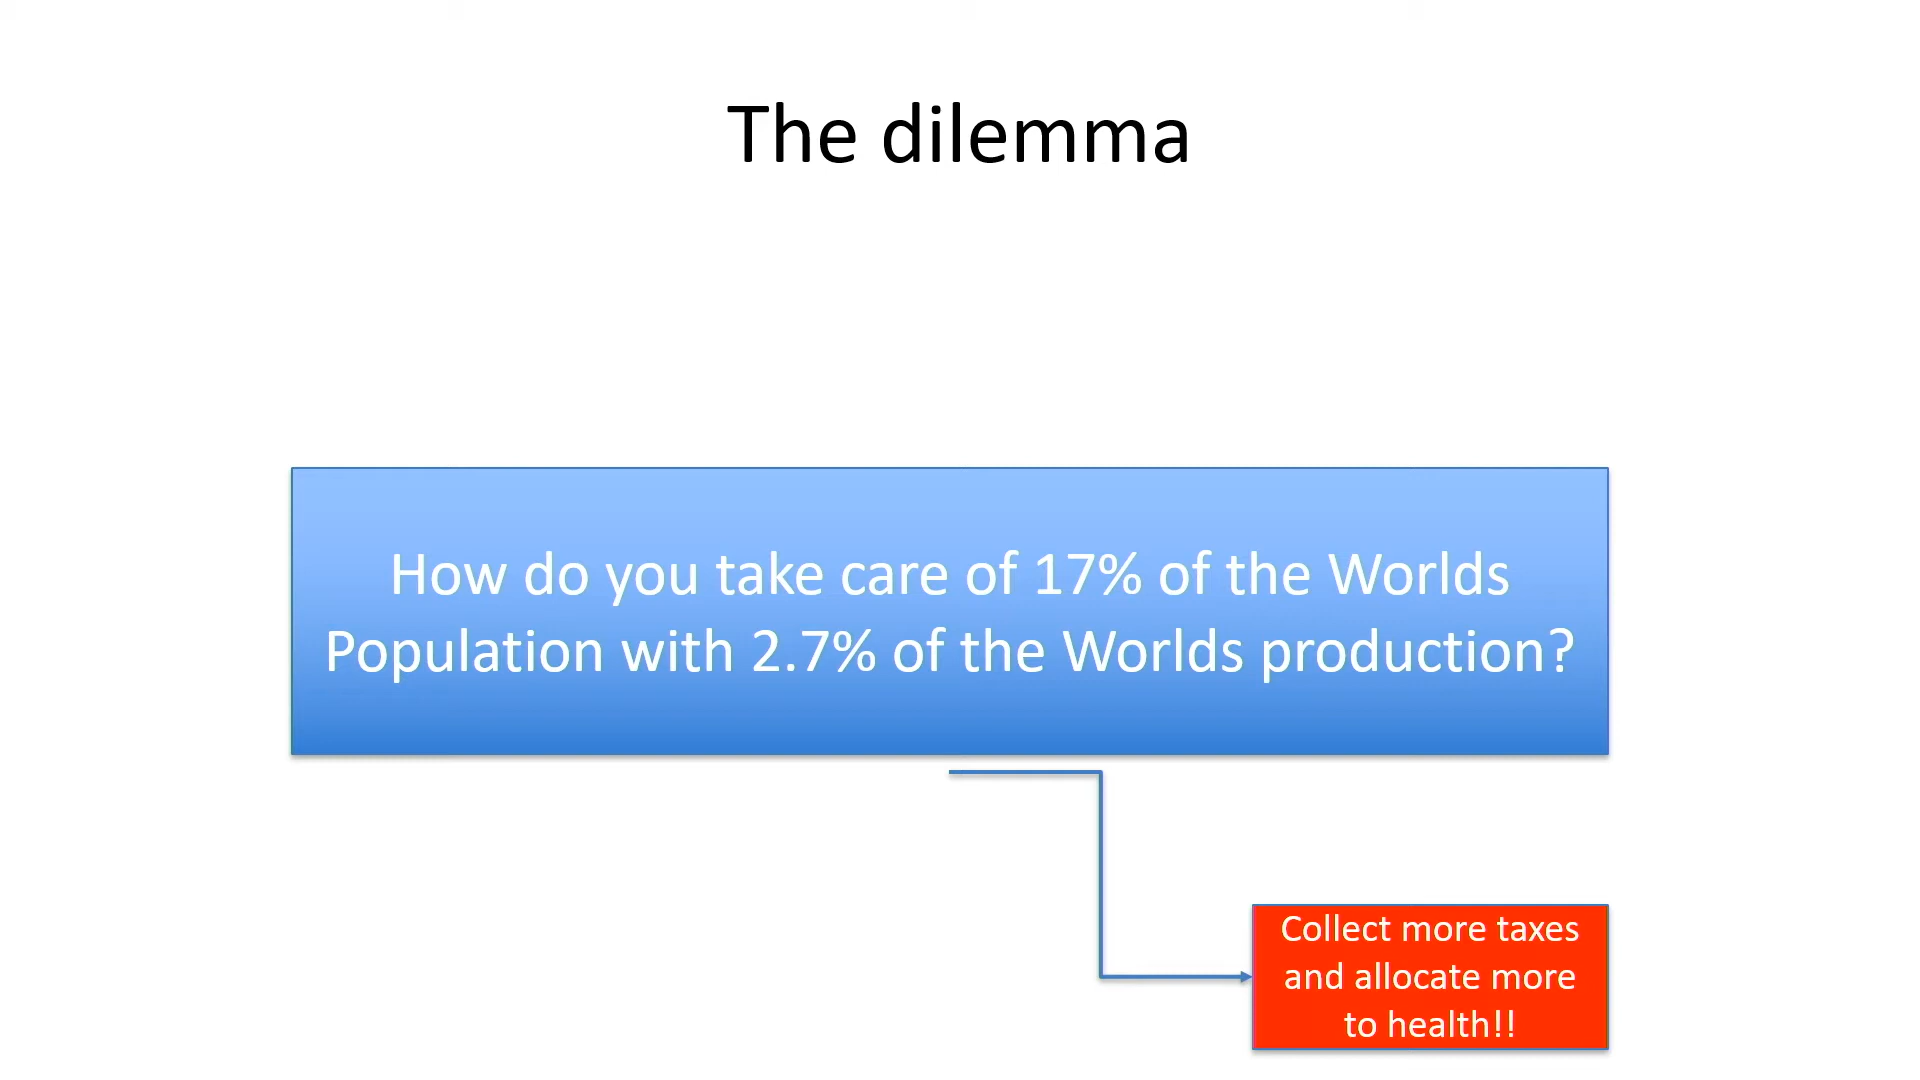 The dilemma
How do you take care of 17% of the Worlds
Population with 2.7% of the Worlds production?
Collect more taxes
and allocate more
to health!!